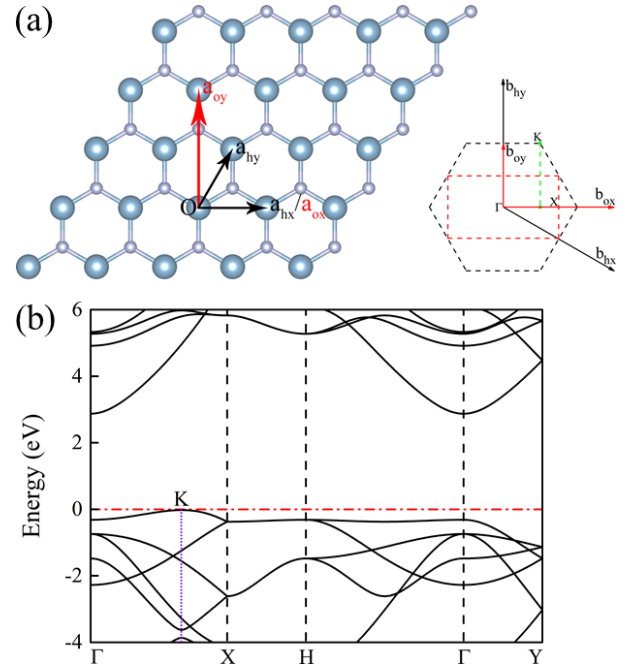 (a)
a_oy
a_hy
O
a_hx/a_ox
b_hy
K
b_oy
Γ
X
b_ox
b_hx
(b)
Energy (eV)
6
4
2
0
-2
-4
K
Γ
X
H
Γ
Y